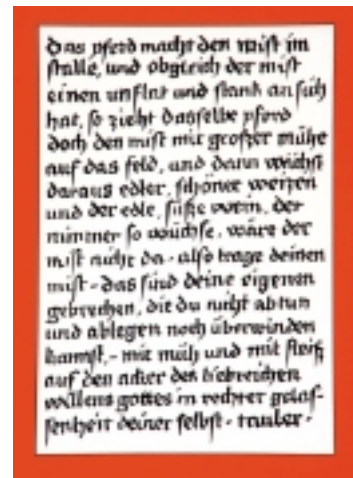 das pferd macht den mist im
stalle, und obgleich der mist
einen unflat und stank an sich
hat, so zieht dasselbe pferd
doch den mist mit großer mühe
auf das feld, und dann wächst
daraus edler, schöner weizen
und der edle, süße wein, der
nimmer so wüchse, wäre der
mist nicht da - also trage deinen
mist - das sind deine eigenen
gebrechen, die du nicht abtun
und ablegen noch überwinden
kannst, - mit müh und mit fleiß
auf den acker des liebreichen
willens gottes in rechter gelas-
senheit deiner selbst - tauler -